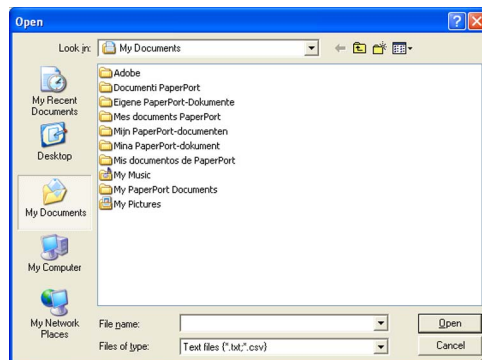 Open
Look in:
My Documents
My Recent
Documents
Desktop
My Documents
My Computer
My Network
Places
Adobe
Documenti PaperPort
Eigene PaperPort-Dokumente
Mes documents PaperPort
Mijn PaperPort-documenten
Mina PaperPort-dokument
Mis documentos de PaperPort
My Music
My PaperPort Documents
My Pictures
File name:
Open
Files of type:
Text files {*.txt;*.csv}
Cancel